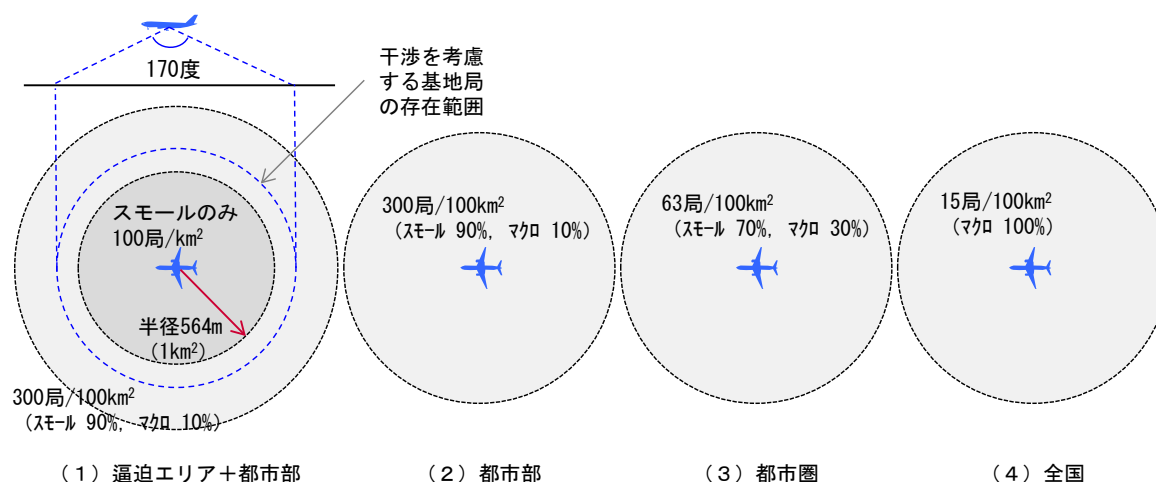 170度
干渉を考慮
する基地局
の存在範囲
スモールのみ
100局/km²
半径564m
(1km²)
300局/100km²
(スモール 90%, マクロ 10%)
(1)逼迫エリア+都市部
300局/100km²
(スモール 90%, マクロ 10%)
(2)都市部
63局/100km²
(スモール 70%, マクロ 30%)
(3)都市圏
15局/100km²
(マクロ 100%)
(4)全国